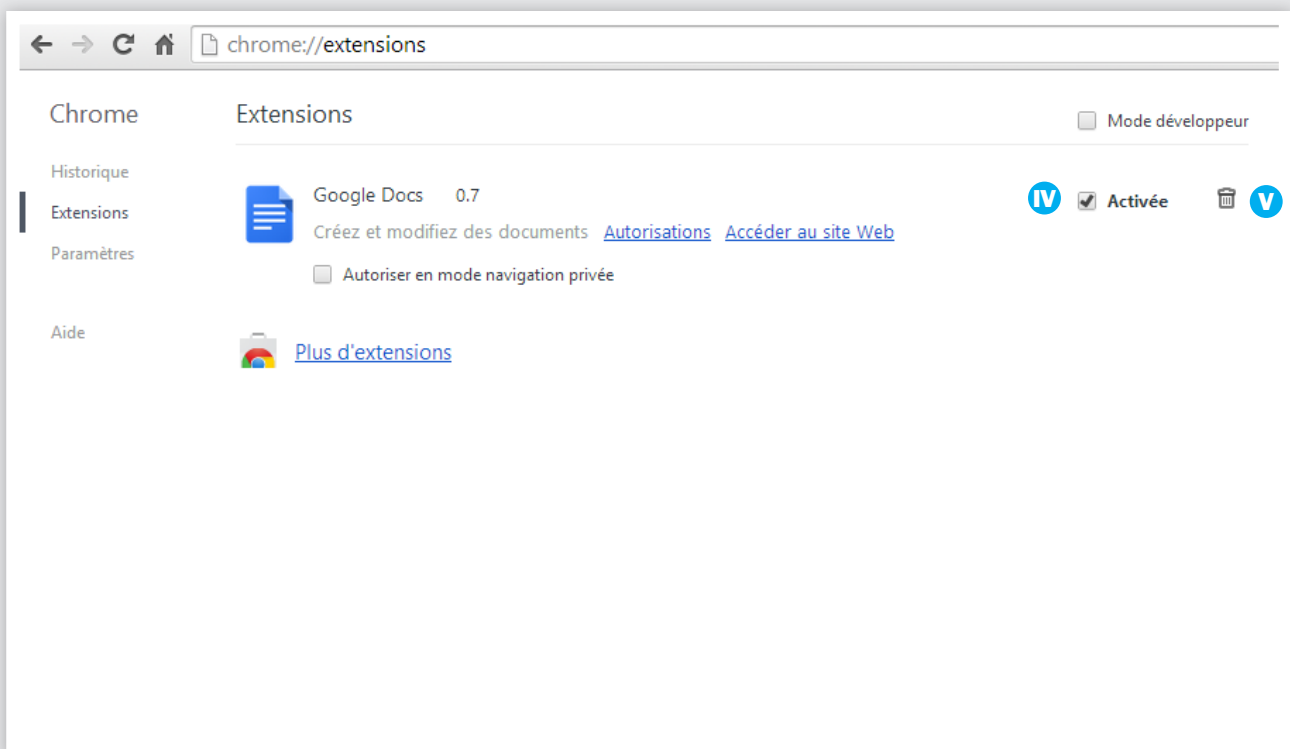 chrome://extensions
Chrome
Extensions
Mode développeur
Historique
Extensions
Paramètres
Aide
Google Docs 0.7
IV Activée V
Créez et modifiez des documents Autorisations Accéder au site Web
Autoriser en mode navigation privée
Plus d'extensions